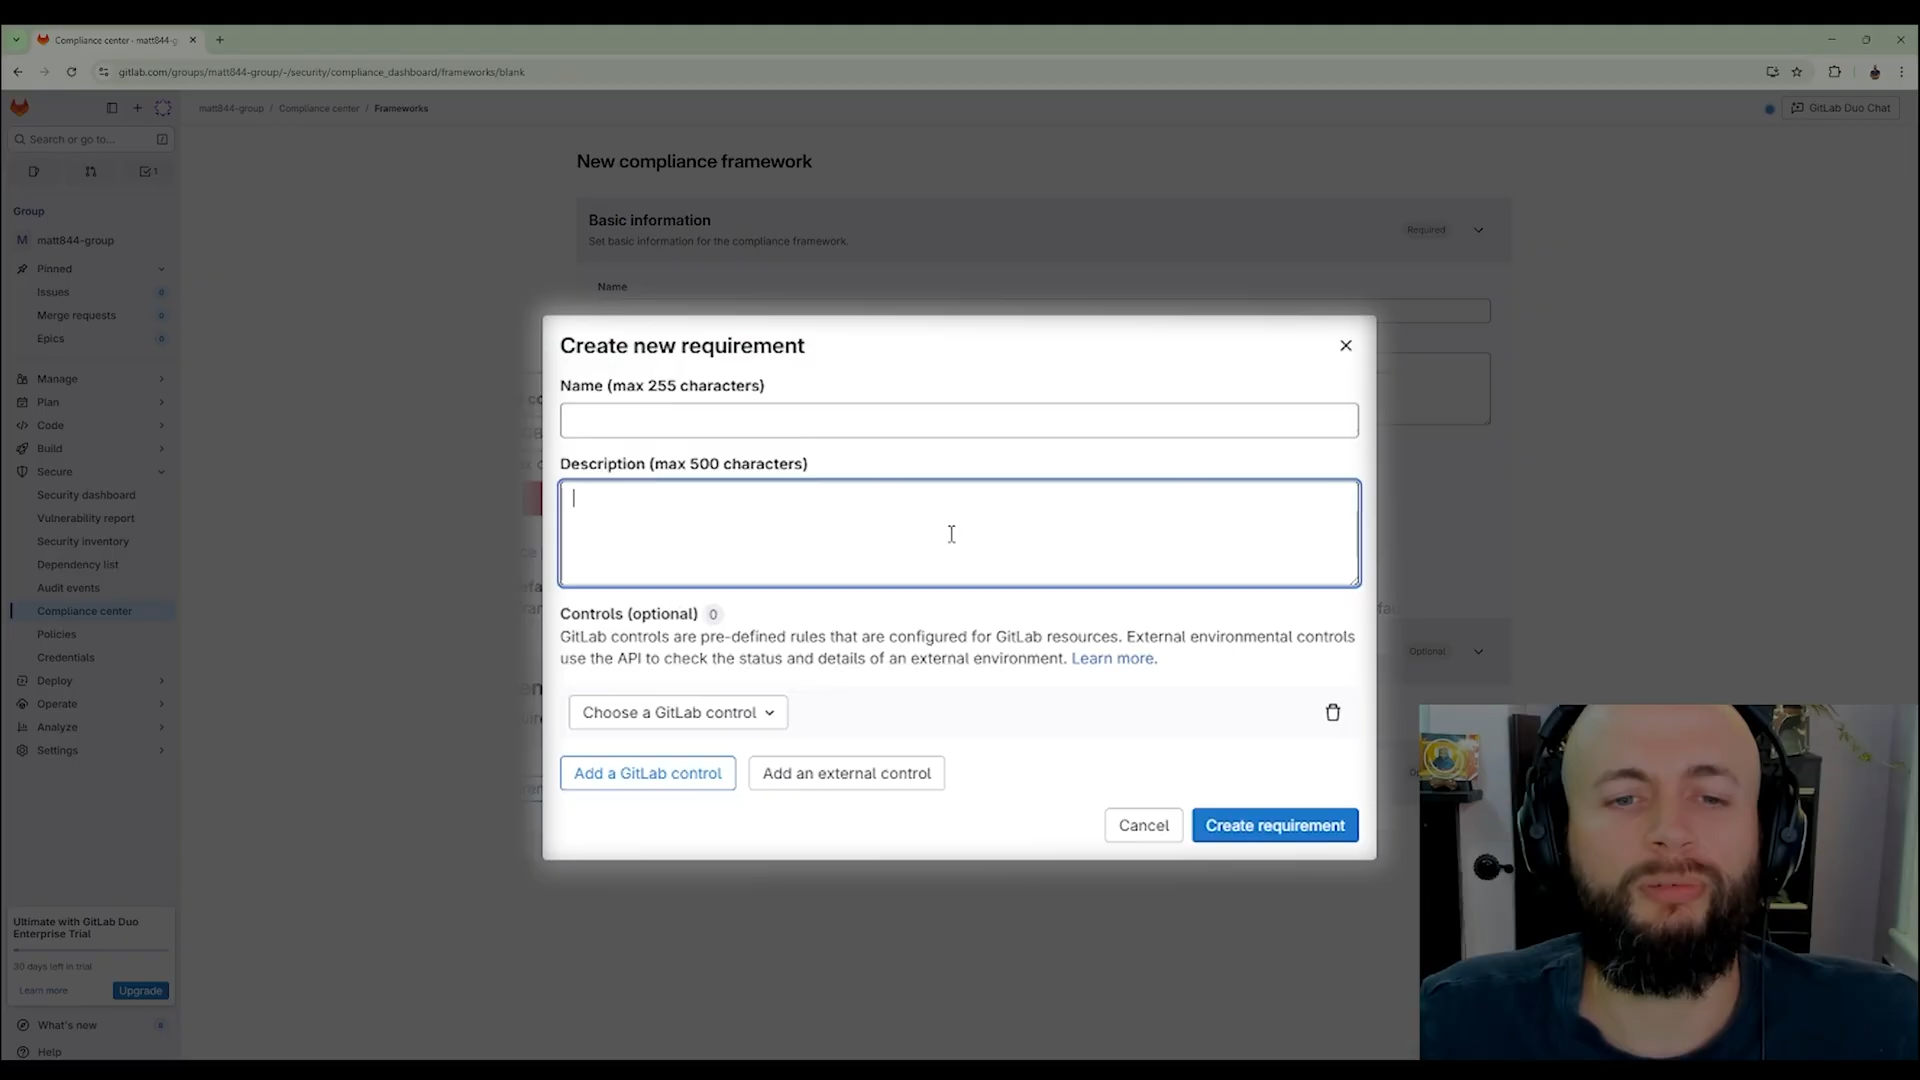 Compliance center - matt844-g
gitlab.com/groups/matt844-group/-/security/compliance_dashboard/frameworks/blank
matt844-group / Compliance center / Frameworks
GitLab Duo Chat
Search or go to...
/
1
Group
M matt844-group
Pinned
Issues 0
Merge requests 0
Epics 0
Manage
Plan
Code
Build
Secure
Security dashboard
Vulnerability report
Security inventory
Dependency list
Audit events
Compliance center
Policies
Credentials
Deploy
Operate
Analyze
Settings
Ultimate with GitLab Duo
Enterprise Trial
30 days left in trial
Learn more
Upgrade
What's new 8
Help
New compliance framework
Basic information
Set basic information for the compliance framework.
Required
Name
Optional
Create new requirement
Name (max 255 characters)
Description (max 500 characters)
Controls (optional) 0
GitLab controls are pre-defined rules that are configured for GitLab resources. External environmental controls
use the API to check the status and details of an external environment. Learn more.
Choose a GitLab control
Add a GitLab control
Add an external control
Cancel
Create requirement